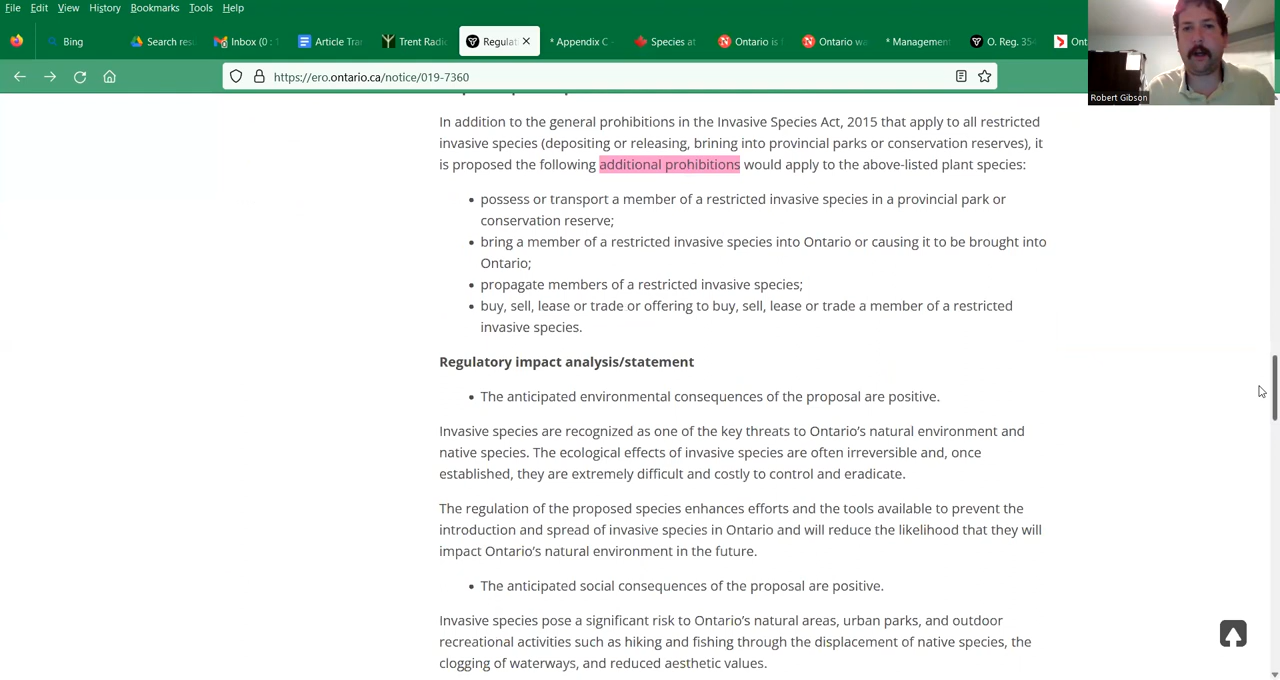 File Edit View History Bookmarks Tools Help
Bing Search resu Inbox (0 : Article Tra Trent Radi Regulat * Appendix C Species at Ontario is Ontario wa * Managemen O. Reg. 354 Ont
https://ero.ontario.ca/notice/019-7360
Robert Gibson
In addition to the general prohibitions in the Invasive Species Act, 2015 that apply to all restricted
invasive species (depositing or releasing, brining into provincial parks or conservation reserves), it
is proposed the following additional prohibitions would apply to the above-listed plant species:
• possess or transport a member of a restricted invasive species in a provincial park or
conservation reserve;
• bring a member of a restricted invasive species into Ontario or causing it to be brought into
Ontario;
• propagate members of a restricted invasive species;
• buy, sell, lease or trade or offering to buy, sell, lease or trade a member of a restricted
invasive species.
Regulatory impact analysis/statement
• The anticipated environmental consequences of the proposal are positive.
Invasive species are recognized as one of the key threats to Ontario’s natural environment and
native species. The ecological effects of invasive species are often irreversible and, once
established, they are extremely difficult and costly to control and eradicate.
The regulation of the proposed species enhances efforts and the tools available to prevent the
introduction and spread of invasive species in Ontario and will reduce the likelihood that they will
impact Ontario’s natural environment in the future.
• The anticipated social consequences of the proposal are positive.
Invasive species pose a significant risk to Ontario’s natural areas, urban parks, and outdoor
recreational activities such as hiking and fishing through the displacement of native species, the
clogging of waterways, and reduced aesthetic values.